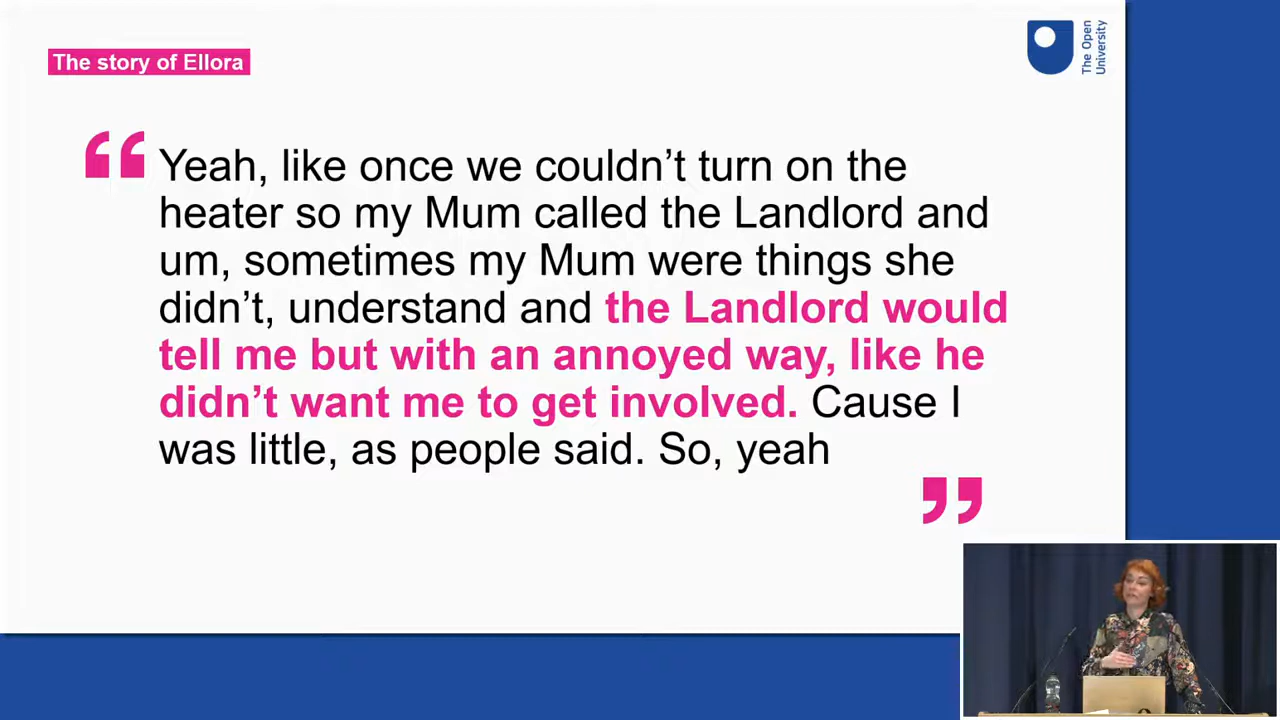 The story of Ellora
The Open
University
“Yeah, like once we couldn’t turn on the
heater so my Mum called the Landlord and
um, sometimes my Mum were things she
didn’t, understand and the Landlord would
tell me but with an annoyed way, like he
didn’t want me to get involved. Cause I
was little, as people said. So, yeah
”